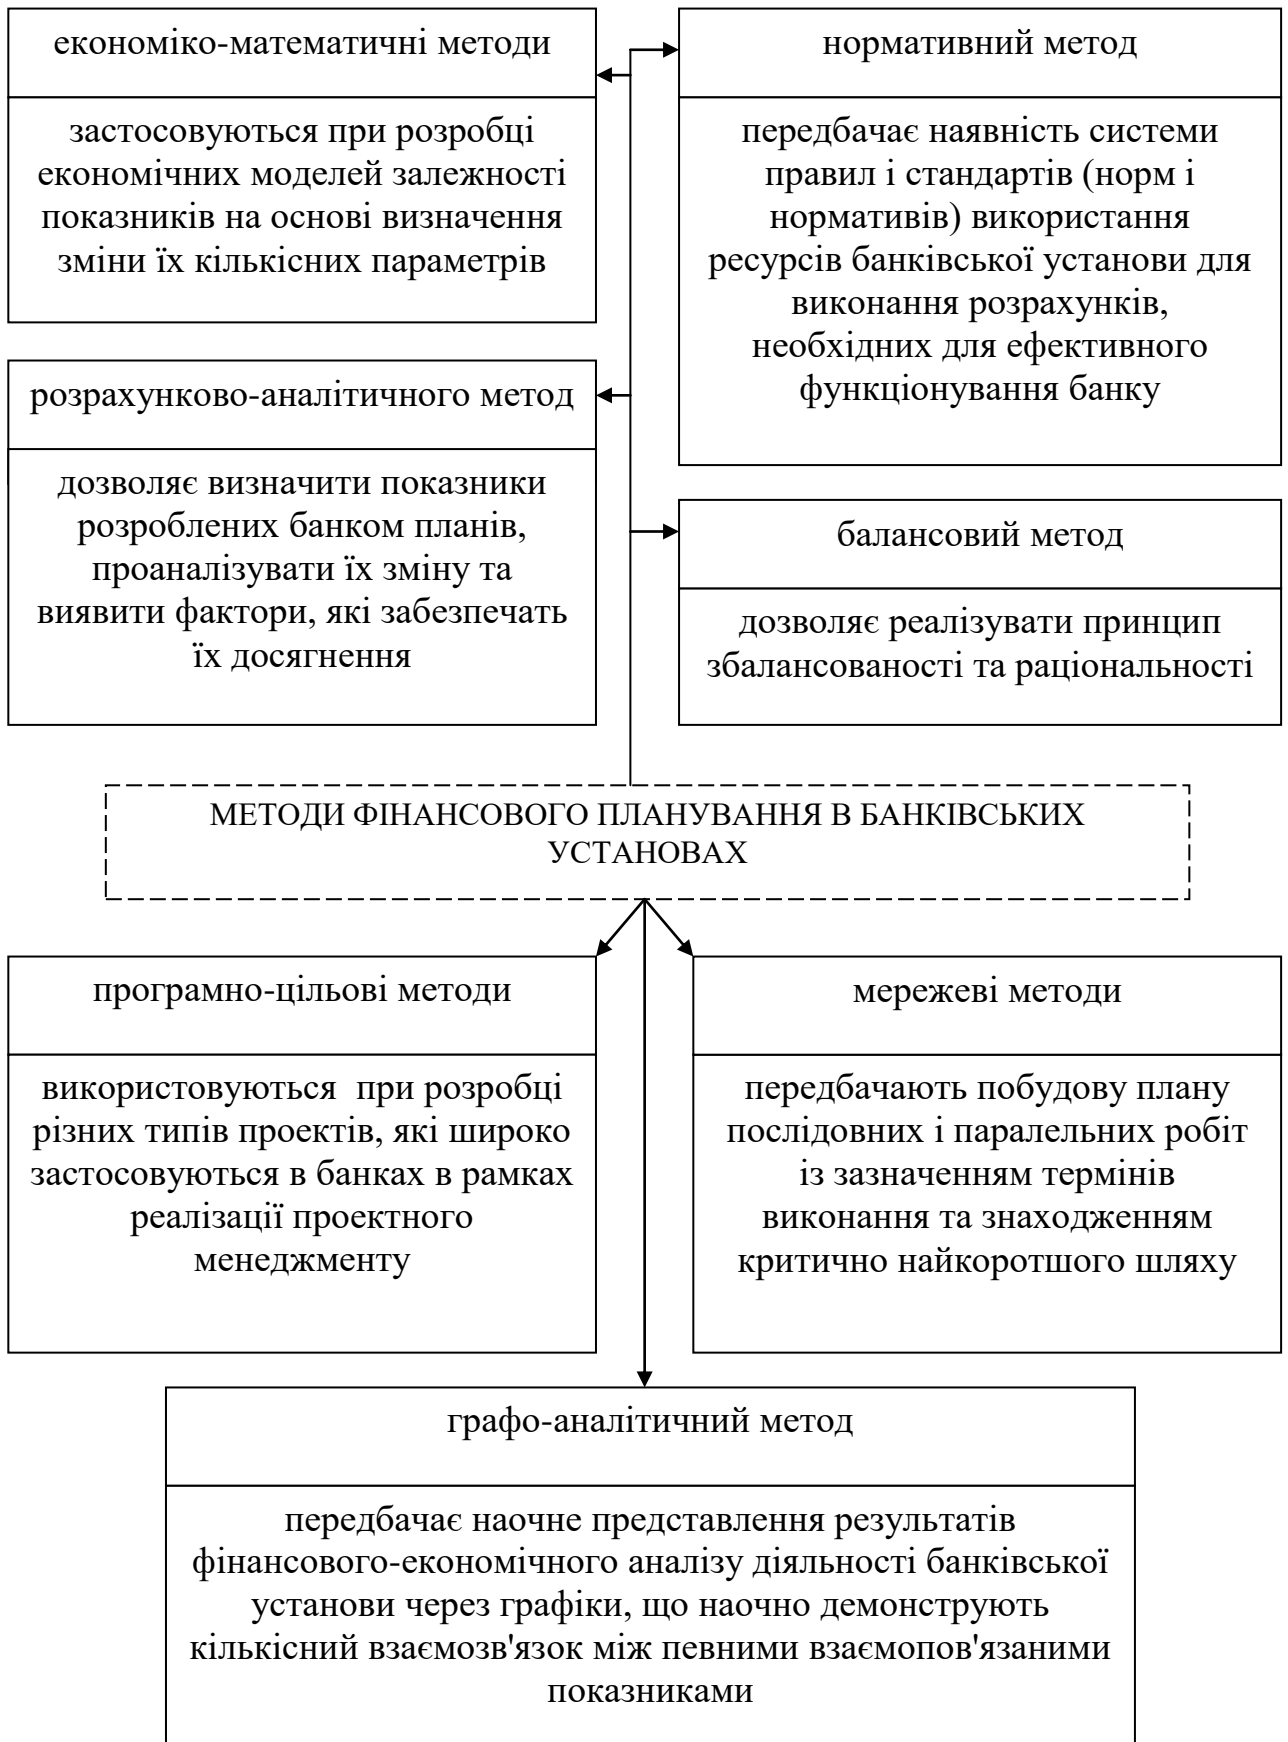 економіко-математичні методи
застосовуються при розробці
економічних моделей залежності
показників на основі визначення
зміни їх кількісних параметрів
нормативний метод
передбачає наявність системи
правил і стандартів (норм і
нормативів) використання
ресурсів банківської установи для
виконання розрахунків,
необхідних для ефективного
функціонування банку
розрахунково-аналітичного метод
дозволяє визначити показники
розроблених банком планів,
проаналізувати їх зміну та
виявити фактори, які забезпечать
їх досягнення
балансовий метод
дозволяє реалізувати принцип
збалансованості та раціональності
МЕТОДИ ФІНАНСОВОГО ПЛАНУВАННЯ В БАНКІВСЬКИХ
УСТАНОВАХ
програмно-цільові методи
використовуються  при розробці
різних типів проектів, які широко
застосовуються в банках в рамках
реалізації проектного
менеджменту
мережеві методи
передбачають побудову плану
послідовних і паралельних робіт
із зазначенням термінів
виконання та знаходженням
критично найкоротшого шляху
графо-аналітичний метод
передбачає наочне представлення результатів
фінансового-економічного аналізу діяльності банківської
установи через графіки, що наочно демонструють
кількісний взаємозв'язок між певними взаємопов'язаними
показниками